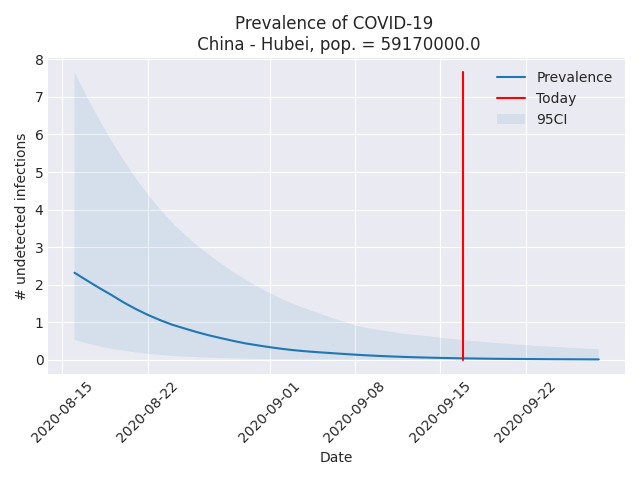 Prevalence of COVID-19
China - Hubei, pop. = 59170000.0
8
7
6
5
4
3
2
1
0
# undetected infections
Prevalence
Today
95CI
2020-08-15
2020-08-22
2020-09-01
2020-09-08
2020-09-15
2020-09-22
Date